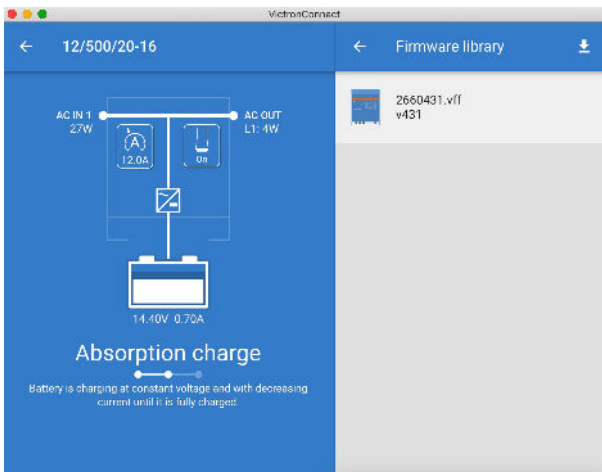 VictronConnect
12/500/20-16
AC IN 1
27W
AC OUT
L1: 4W
12.0A
On
14.40V 0.70A
Absorption charge
Battery is charging at constant voltage and with decreasing
current until it is fully charged
Firmware library
2660431.vff
v431